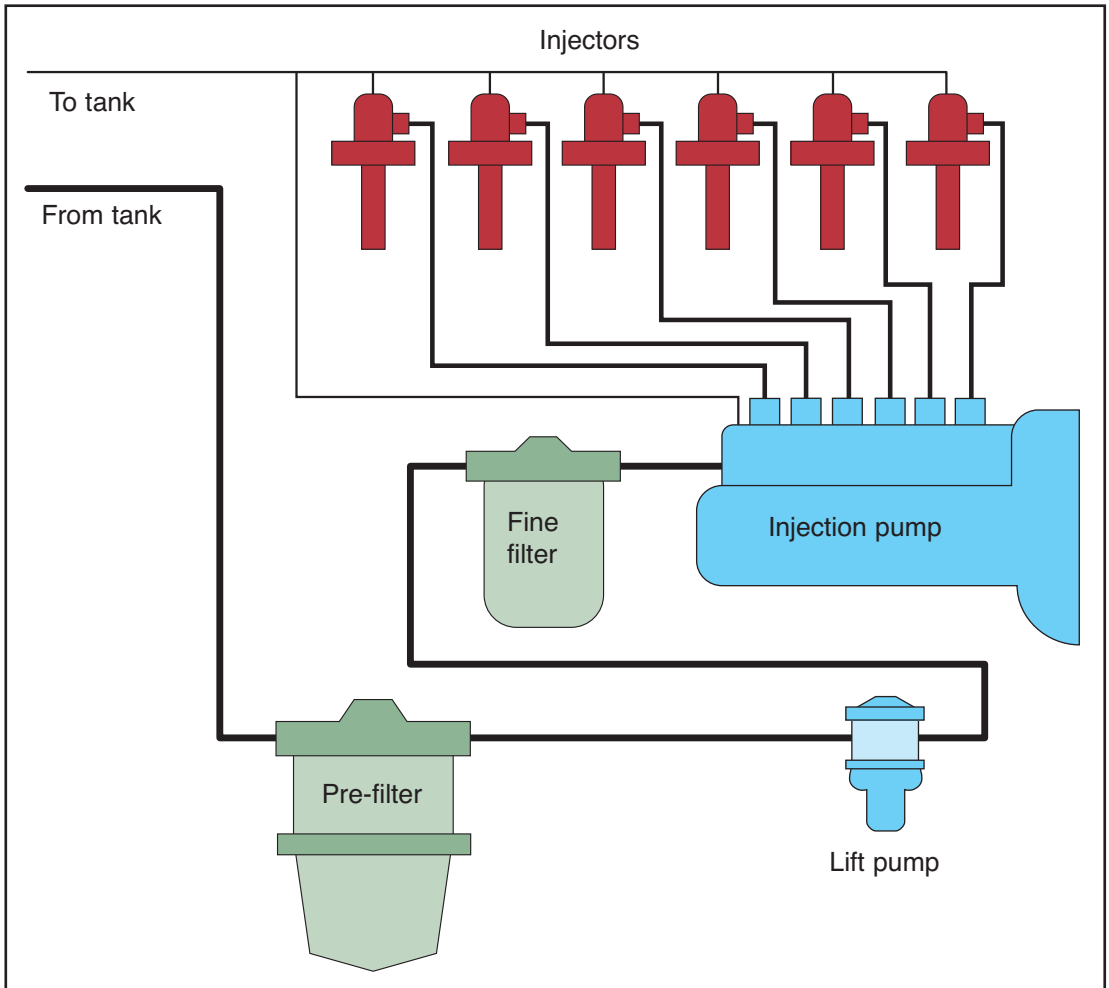 Injectors
To tank
From tank
Fine
filter
Injection pump
Pre-filter
Lift pump